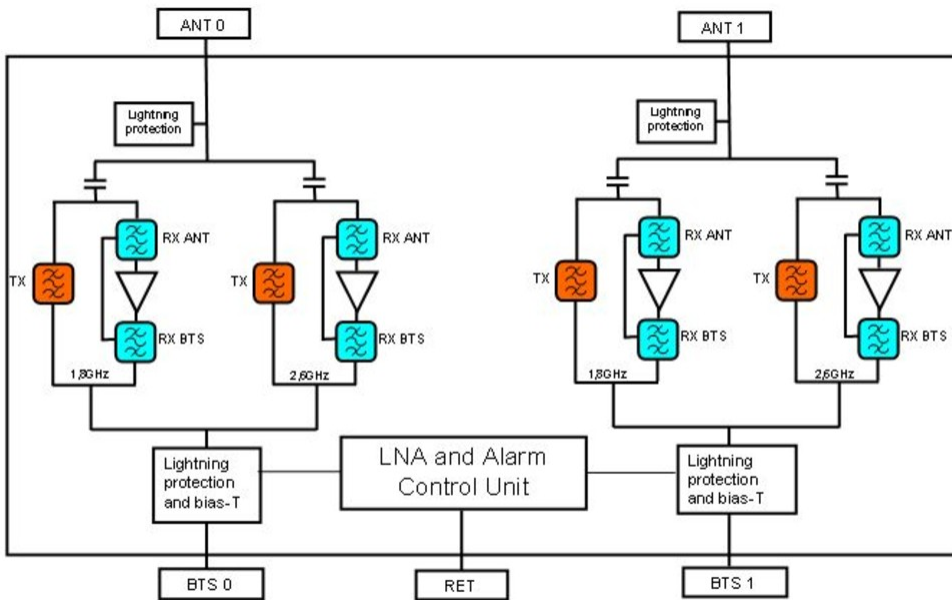 ANT 0
ANT 1
Lightning
protection
Lightning
protection
RX ANT
RX ANT
RX ANT
RX ANT
TX
TX
TX
TX
RX BTS
RX BTS
RX BTS
RX BTS
1,8GHz
2,6GHz
1,8GHz
2,6GHz
Lightning
protection
and bias-T
LNA and Alarm
Control Unit
Lightning
protection
and bias-T
BTS 0
RET
BTS 1